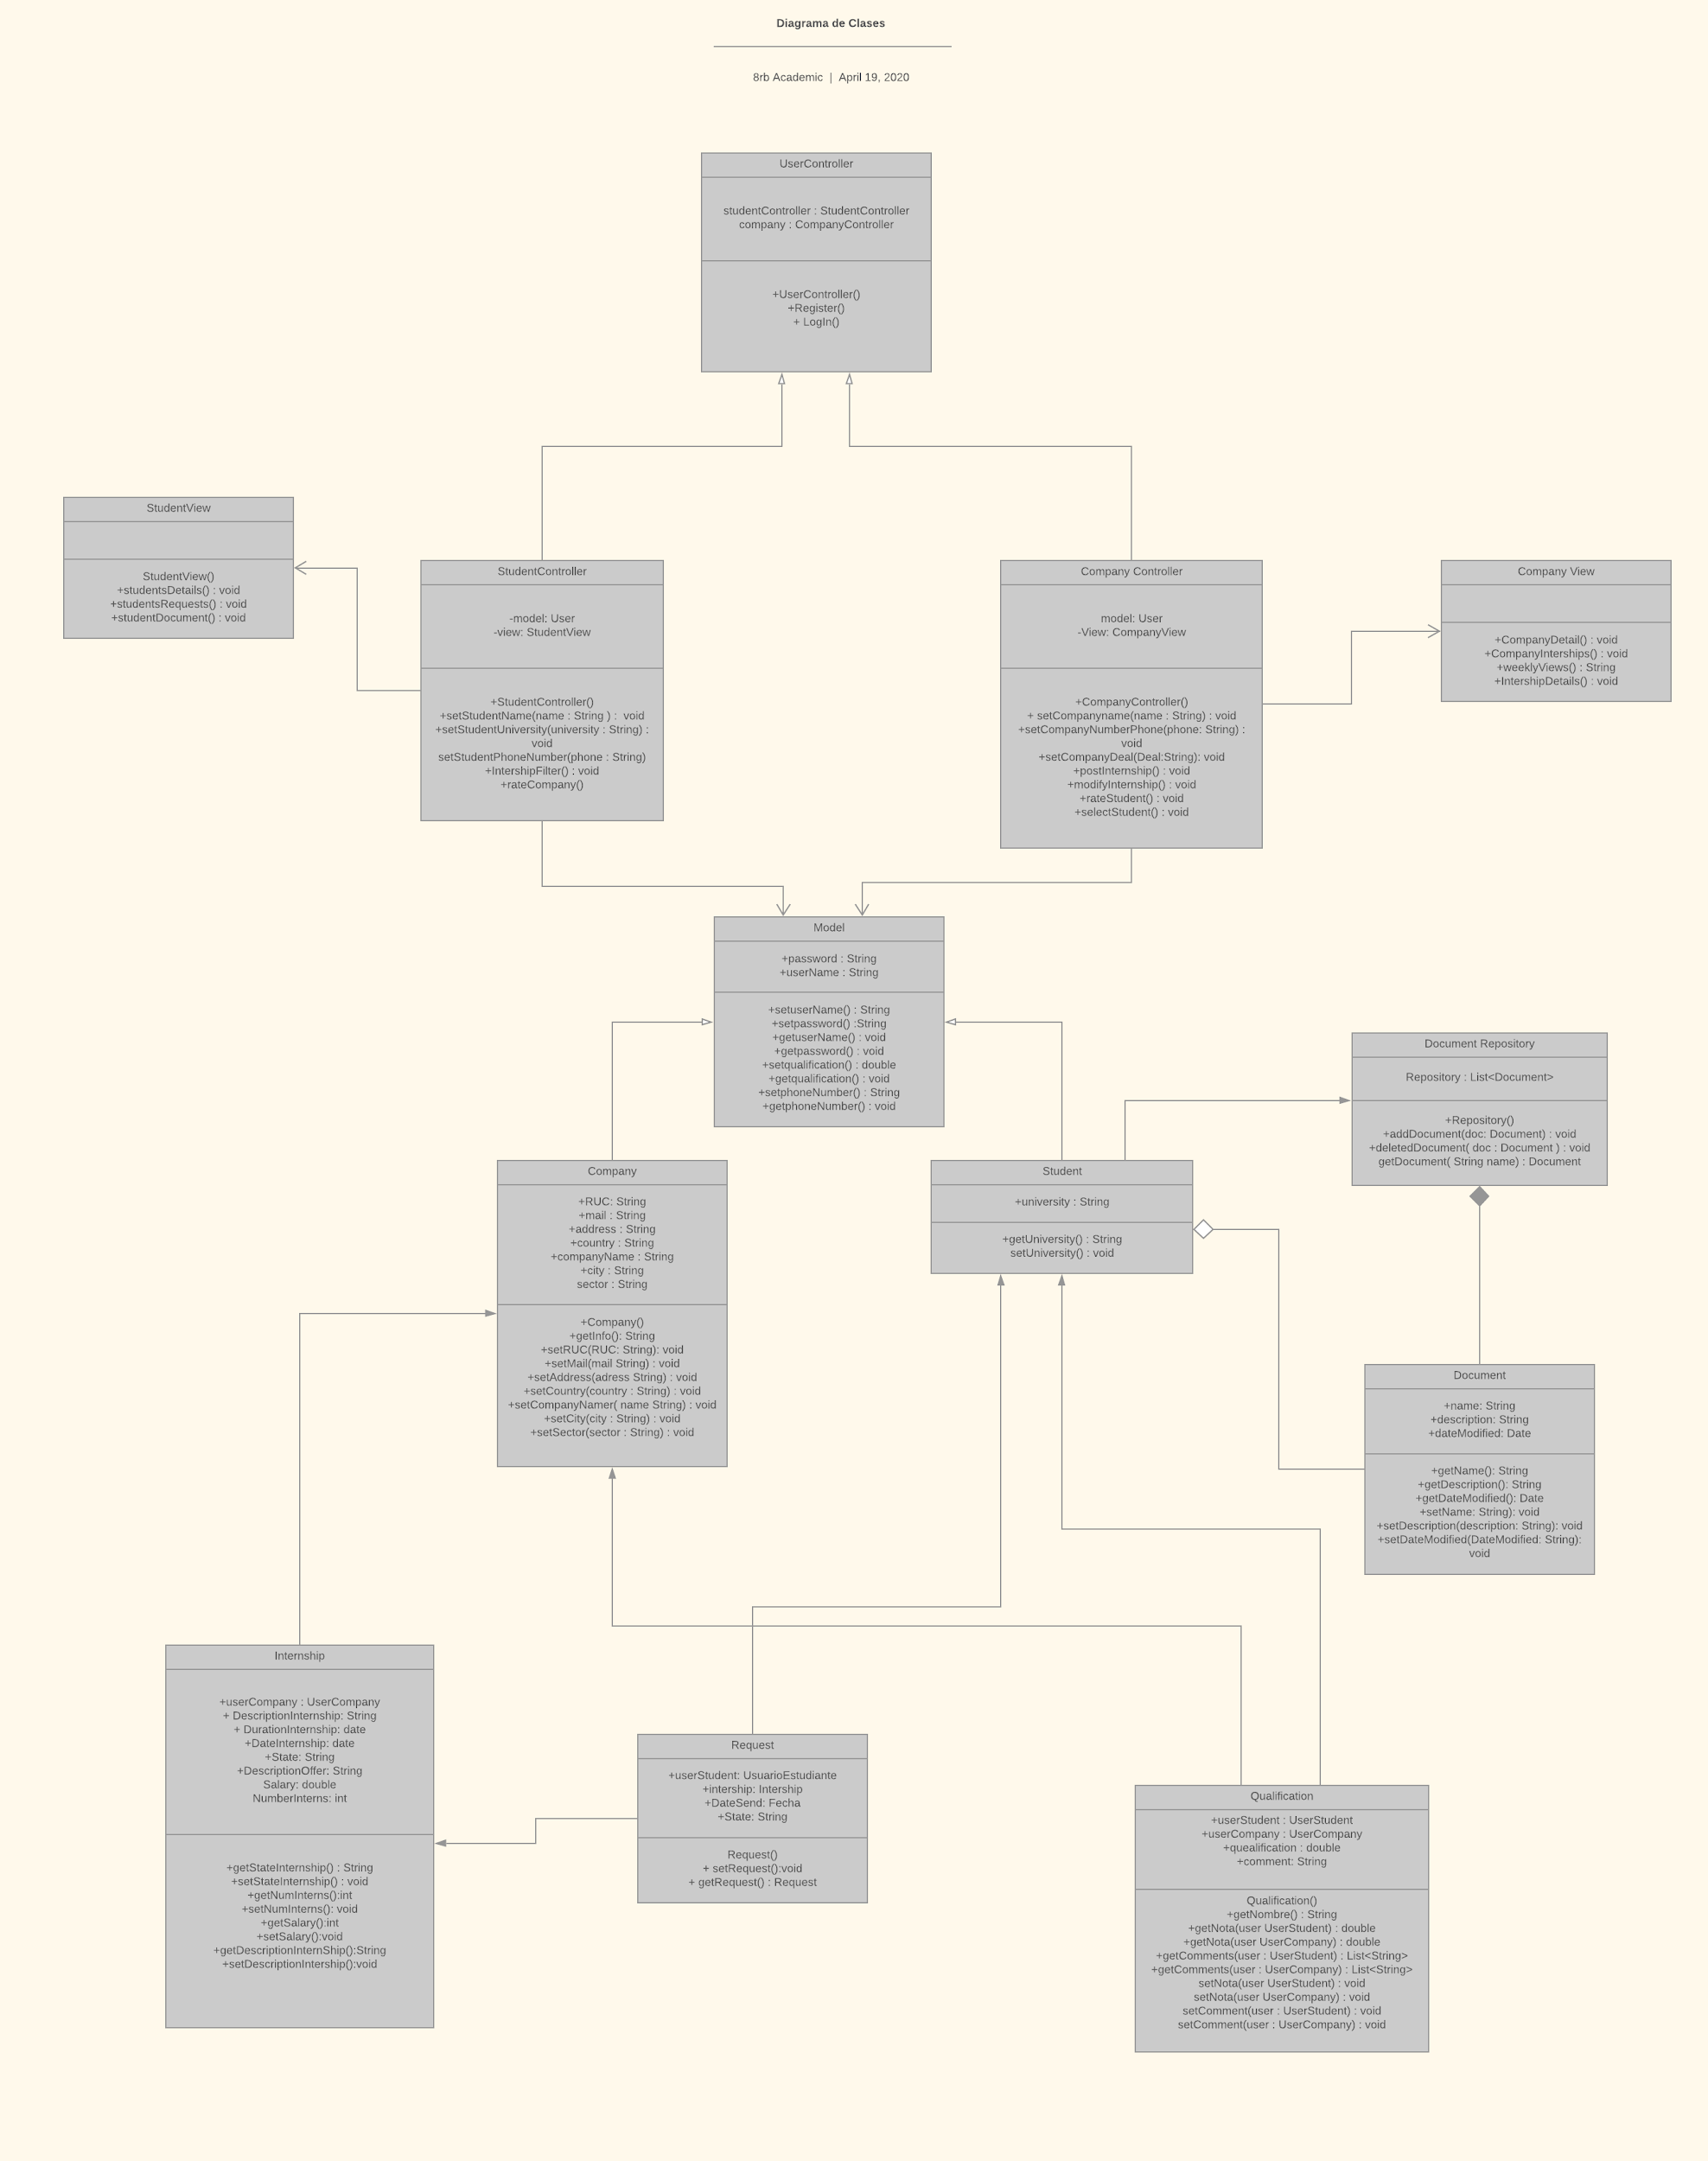 Diagrama de Clases
8rb Academic | April 19, 2020
UserController
studentController : StudentController
company : CompanyController
+UserController()
+Register()
+ LogIn()
StudentView
StudentView()
+studentsDetails() : void
+studentsRequests() : void
+studentDocument() : void
StudentController
-model: User
-view: StudentView
+StudentController()
+setStudentName(name : String ) : void
+setStudentUniversity(university : String) :
void
setStudentPhoneNumber(phone : String)
+IntershipFilter() : void
+rateCompany()
Company Controller
model: User
-View: CompanyView
+CompanyController()
+ setCompanyname(name : String) : void
+setCompanyNumberPhone(phone: String) :
void
+setCompanyDeal(Deal:String): void
+postInternship() : void
+modifyInternship() : void
+rateStudent() : void
+selectStudent() : void
Company View
+CompanyDetail() : void
+CompanyInterships() : void
+weeklyViews() : String
+IntershipDetails() : void
Model
+password : String
+userName : String
+setuserName() : String
+setpassword() :String
+getuserName() : void
+getpassword() : void
+setqualification() : double
+getqualification() : void
+setphoneNumber() : String
+getphoneNumber() : void
Document Repository
Repository : List<Document>
+Repository()
+addDocument(doc: Document) : void
+deletedDocument( doc : Document ) : void
getDocument( String name) : Document
Company
+RUC: String
+mail : String
+address : String
+country : String
+companyName : String
+city : String
sector : String
+Company()
+getInfo(): String
+setRUC(RUC: String): void
+setMail(mail String) : void
+setAddress(adress String) : void
+setCountry(country : String) : void
+setCompanyNamer( name String) : void
+setCity(city : String) : void
+setSector(sector : String) : void
Student
+university : String
+getUniversity() : String
setUniversity() : void
Document
+name: String
+description: String
+dateModified: Date
+getName(): String
+getDescription(): String
+getDateModified(): Date
+setName: String): void
+setDescription(description: String): void
+setDateModified(DateModified: String):
void
Internship
+userCompany : UserCompany
+ DescriptionInternship: String
+ DurationInternship: date
+DateInternship: date
+State: String
+DescriptionOffer: String
Salary: double
NumberInterns: int
+getStateInternship() : String
+setStateInternship() : void
+getNumInterns():int
+setNumInterns(): void
+getSalary():int
+setSalary():void
+getDescriptionInternShip():String
+setDescriptionIntership():void
Request
+userStudent: UsuarioEstudiante
+intership: Intership
+DateSend: Fecha
+State: String
Request()
+ setRequest():void
+ getRequest() : Request
Qualification
+userStudent : UserStudent
+userCompany : UserCompany
+quealification : double
+comment: String
Qualification()
+getNombre() : String
+getNota(user UserStudent) : double
+getNota(user UserCompany) : double
+getComments(user : UserStudent) : List<String>
+getComments(user : UserCompany) : List<String>
setNota(user UserStudent) : void
setNota(user UserCompany) : void
setComment(user : UserStudent) : void
setComment(user : UserCompany) : void